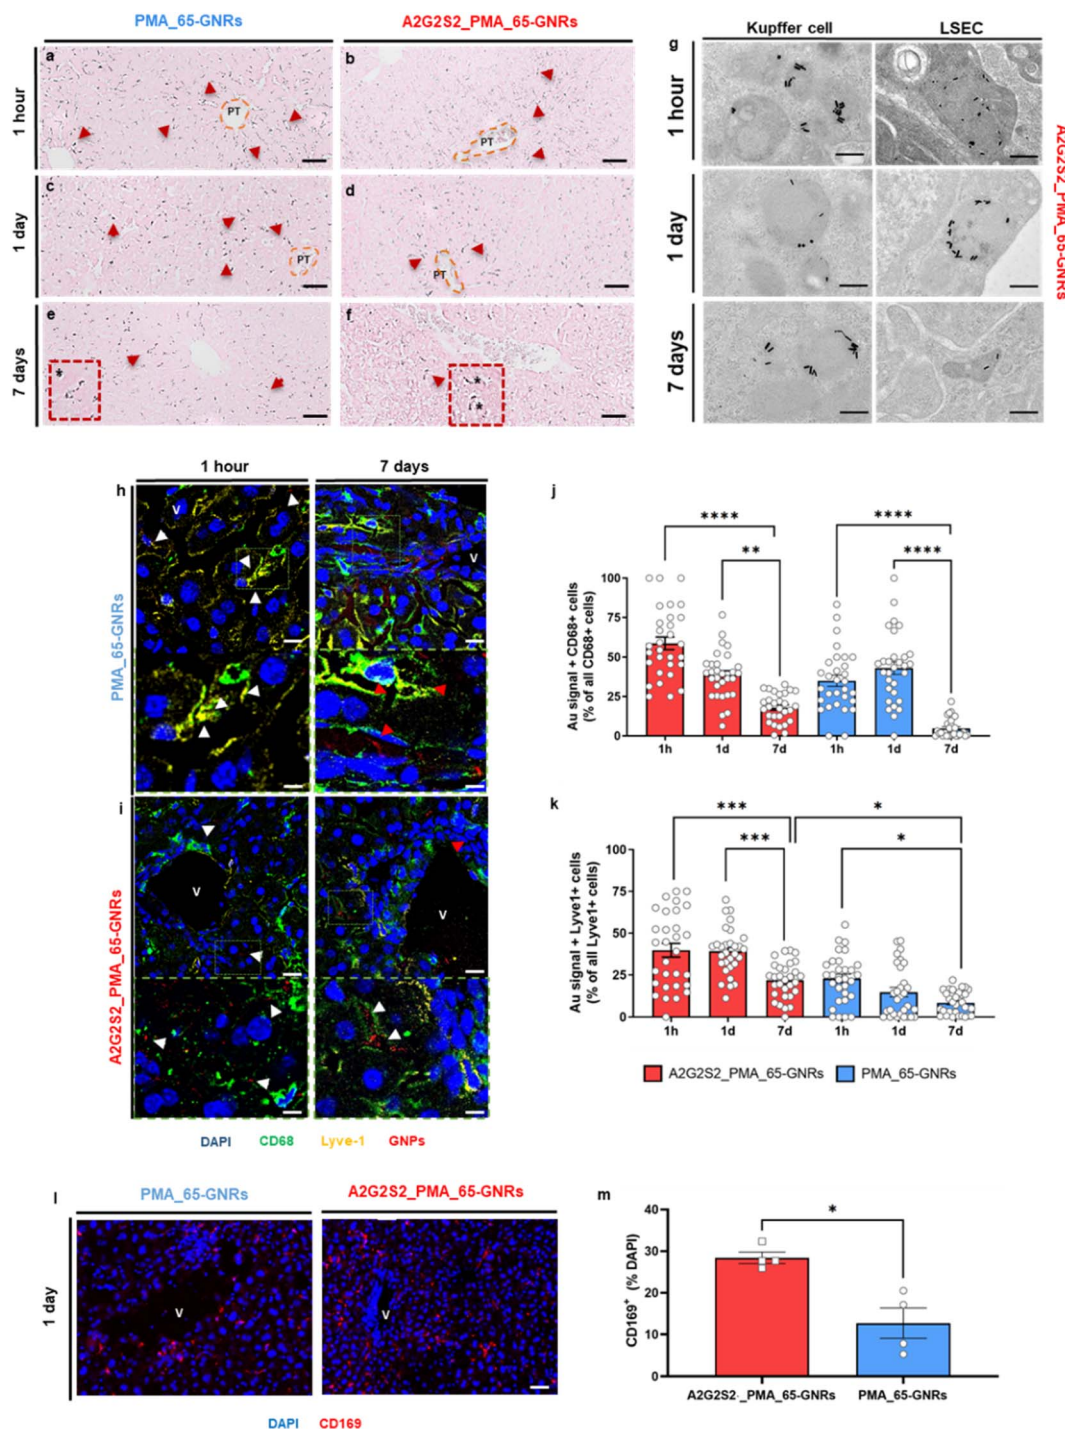 PMA_65-GNRs
A2G2S2_PMA_65-GNRs
1 hour
1 day
7 days
a
PT
b
PT
c
PT
d
PT
e
*
f
*
*
g
Kupffer cell
LSEC
1 hour
1 day
7 days
A2G2S2_PMA_65-GNRs
1 hour
7 days
h
V
V
PMA_65-GNRs
i
V
V
A2G2S2_PMA_65-GNRs
DAPI CD68 Lyve-1 GNPs
j
****
****
**
****
Au signal + CD68+ cells
(% of all CD68+ cells)
100
75
50
25
0
1h 1d 7d 1h 1d 7d
k
***
*
***
*
Au signal + Lyve1+ cells
(% of all Lyve1+ cells)
100
75
50
25
0
1h 1d 7d 1h 1d 7d
A2G2S2_PMA_65-GNRs PMA_65-GNRs
l
PMA_65-GNRs
A2G2S2_PMA_65-GNRs
1 day
V
V
DAPI CD169
m
*
CD169⁺ (% DAPI)
40
30
20
10
0
A2G2S2·_PMA_65-GNRs PMA_65-GNRs